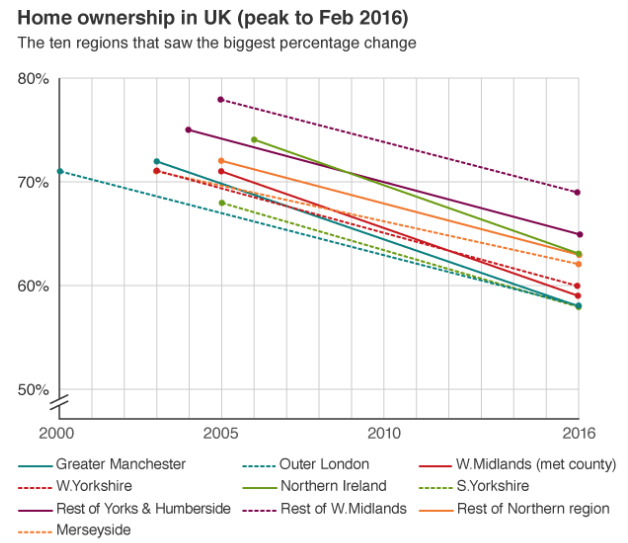 Home ownership in UK (peak to Feb 2016)
The ten regions that saw the biggest percentage change
80%
70%
60%
50%
2000 2005 2010 2016
Greater Manchester Outer London W.Midlands (met county)
W.Yorkshire Northern Ireland S.Yorkshire
Rest of Yorks & Humberside Rest of W.Midlands Rest of Northern region
Merseyside